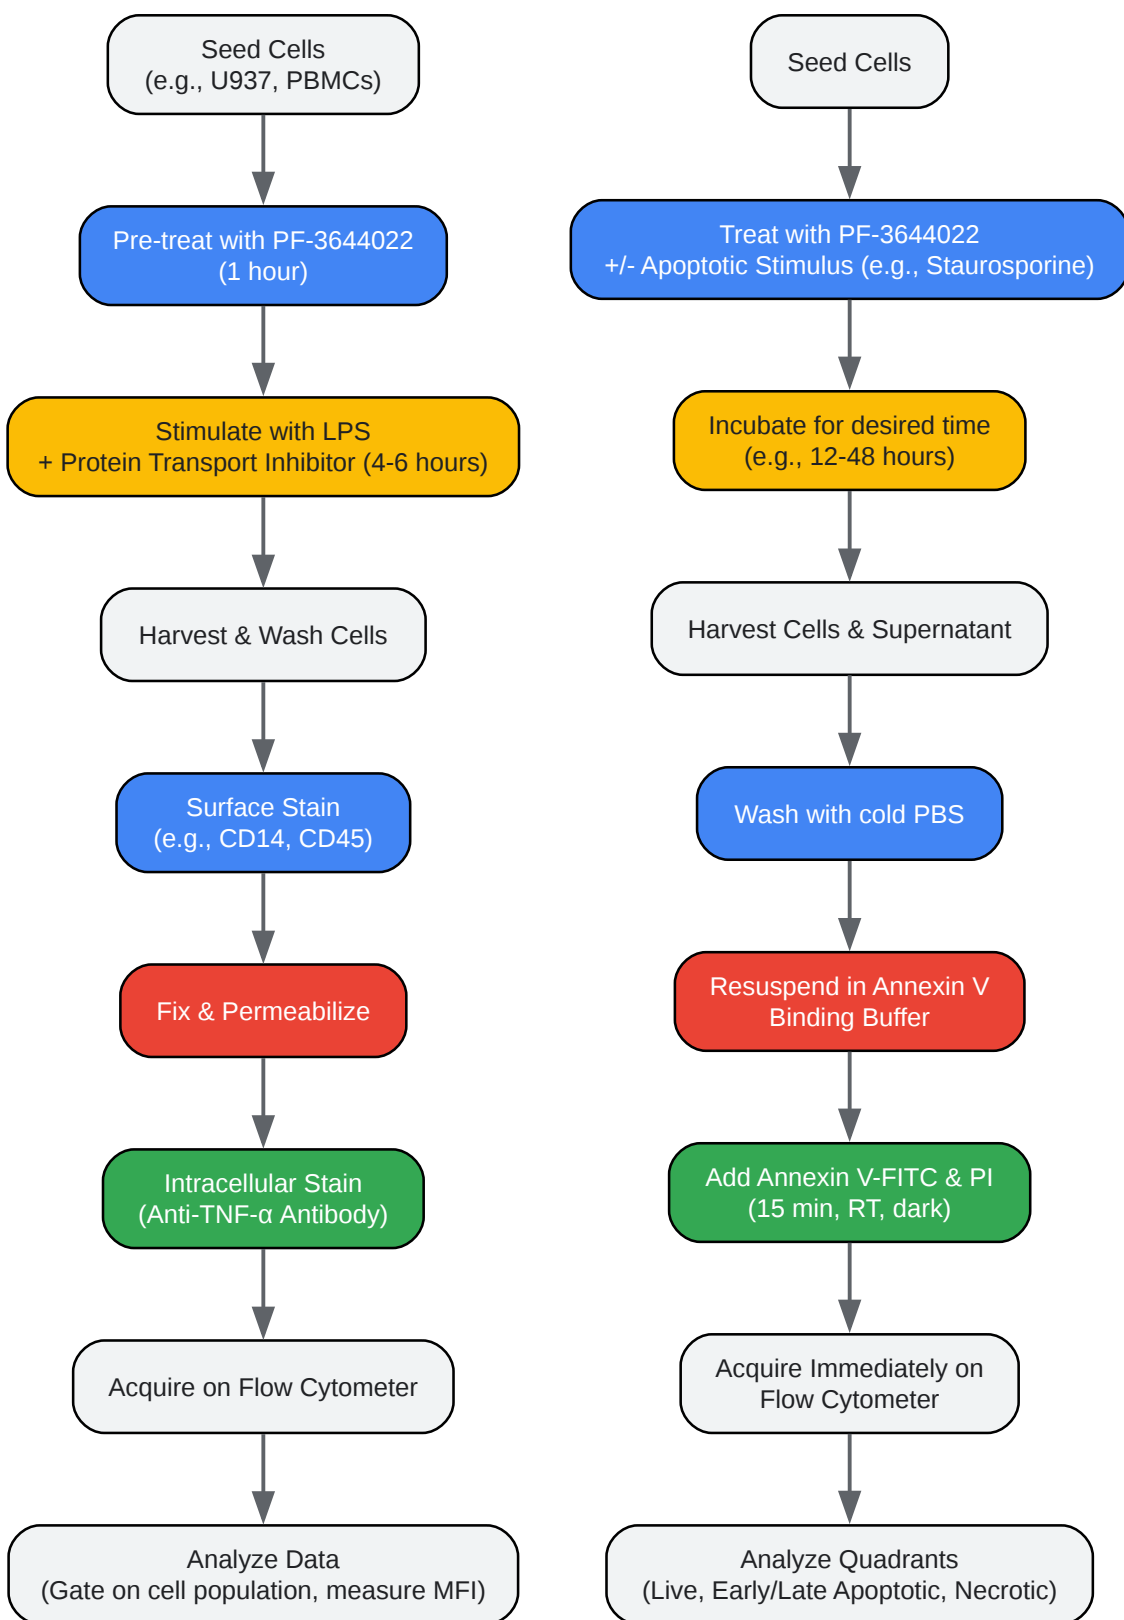 Seed Cells
(e.g., U937, PBMCs)
Pre-treat with PF-3644022
(1 hour)
Stimulate with LPS
+ Protein Transport Inhibitor (4-6 hours)
Harvest & Wash Cells
Surface Stain
(e.g., CD14, CD45)
Fix & Permeabilize
Intracellular Stain
(Anti-TNF-α Antibody)
Acquire on Flow Cytometer
Analyze Data
(Gate on cell population, measure MFI)
Seed Cells
Treat with PF-3644022
+/- Apoptotic Stimulus (e.g., Staurosporine)
Incubate for desired time
(e.g., 12-48 hours)
Harvest Cells & Supernatant
Wash with cold PBS
Resuspend in Annexin V
Binding Buffer
Add Annexin V-FITC & PI
(15 min, RT, dark)
Acquire Immediately on
Flow Cytometer
Analyze Quadrants
(Live, Early/Late Apoptotic, Necrotic)